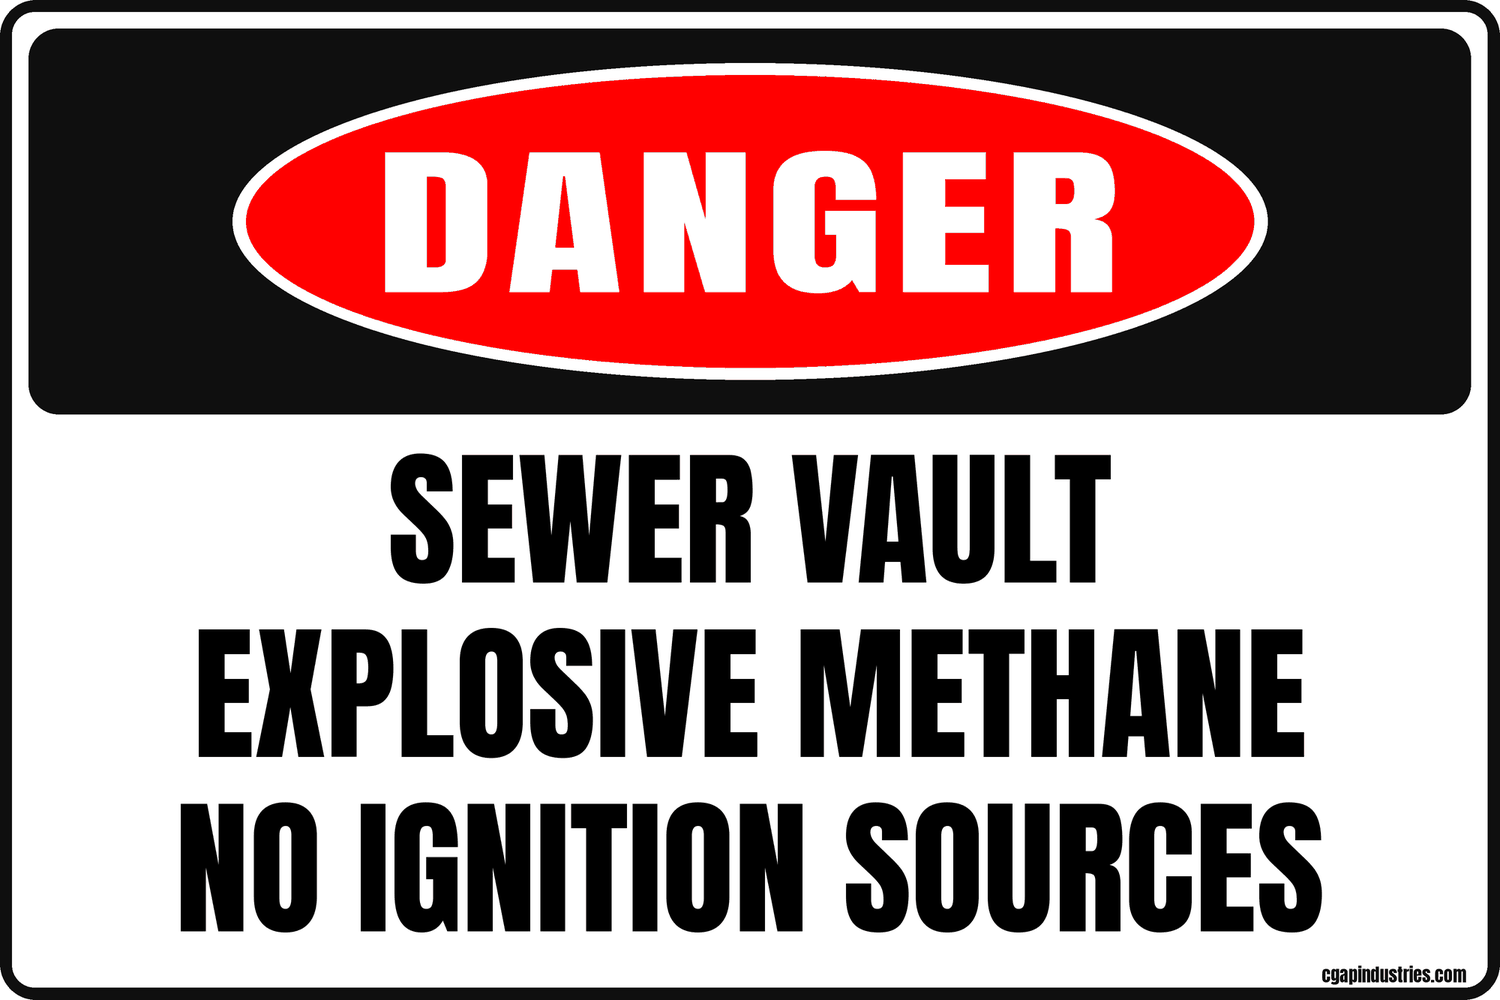 DANGER
SEWER VAULT
EXPLOSIVE METHANE
NO IGNITION SOURCES
cgapindustries.com